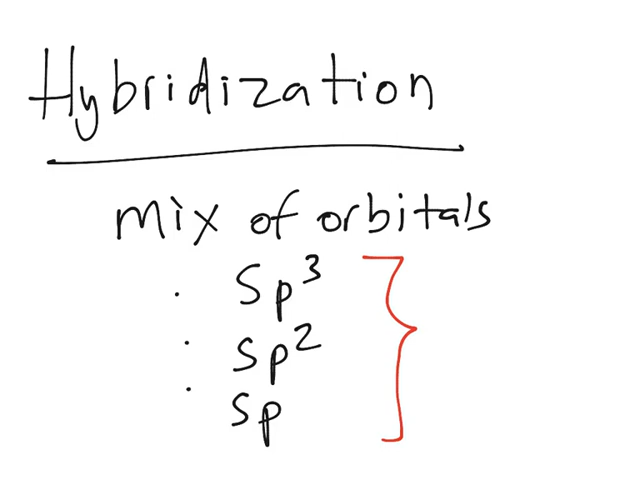 Hybridization
mix of orbitals
. Sp³
. Sp²
. Sp